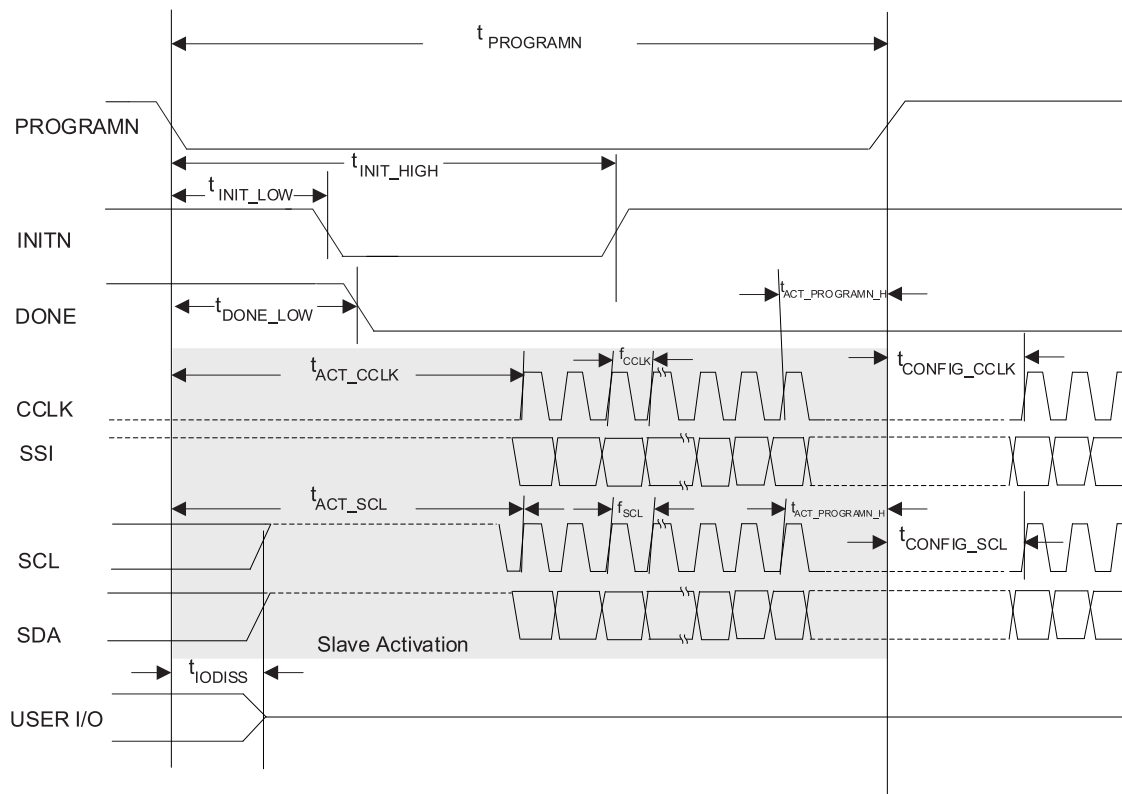 t PROGRAMN
PROGRAMN
t INIT_HIGH
t INIT_LOW
INITN
t ACT_PROGRAMN_H
t DONE_LOW
DONE
f CCLK
t ACT_CCLK
t CONFIG_CCLK
CCLK
SSI
t ACT_SCL
f SCL
t ACT_PROGRAMN_H
t CONFIG_SCL
SCL
SDA
Slave Activation
t IODISS
USER I/O